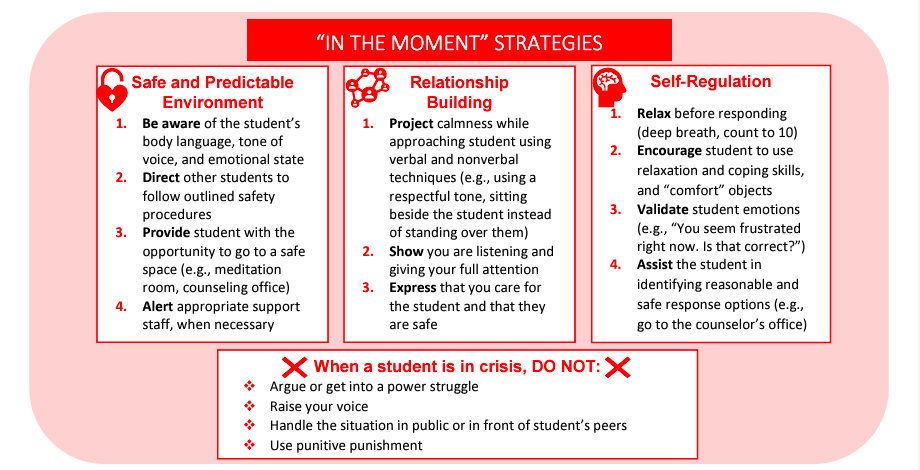 “IN THE MOMENT” STRATEGIES
Safe and Predictable
Environment
1. Be aware of the student’s
body language, tone of
voice, and emotional state
2. Direct other students to
follow outlined safety
procedures
3. Provide student with the
opportunity to go to a safe
space (e.g., meditation
room, counseling office)
4. Alert appropriate support
staff, when necessary
Relationship
Building
1. Project calmness while
approaching student using
verbal and nonverbal
techniques (e.g., using a
respectful tone, sitting
beside the student instead
of standing over them)
2. Show you are listening and
giving your full attention
3. Express that you care for
the student and that they
are safe
Self-Regulation
1. Relax before responding
(deep breath, count to 10)
2. Encourage student to use
relaxation and coping skills,
and “comfort” objects
3. Validate student emotions
(e.g., “You seem frustrated
right now. Is that correct?”)
4. Assist the student in
identifying reasonable and
safe response options (e.g.,
go to the counselor’s office)
When a student is in crisis, DO NOT:
❖ Argue or get into a power struggle
❖ Raise your voice
❖ Handle the situation in public or in front of student’s peers
❖ Use punitive punishment